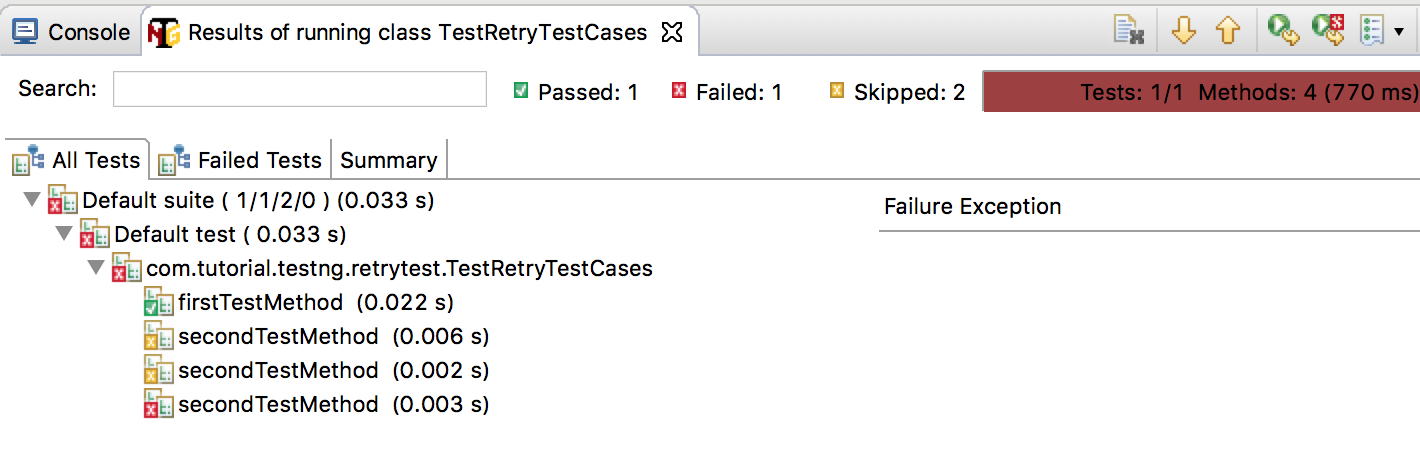 Console
Results of running class TestRetryTestCases
Search:
Passed: 1
Failed: 1
Skipped: 2
Tests: 1/1 Methods: 4 (770 ms)
All Tests
Failed Tests
Summary
Default suite ( 1/1/2/0 ) (0.033 s)
Default test ( 0.033 s)
com.tutorial.testng.retrytest.TestRetryTestCases
firstTestMethod (0.022 s)
secondTestMethod (0.006 s)
secondTestMethod (0.002 s)
secondTestMethod (0.003 s)
Failure Exception